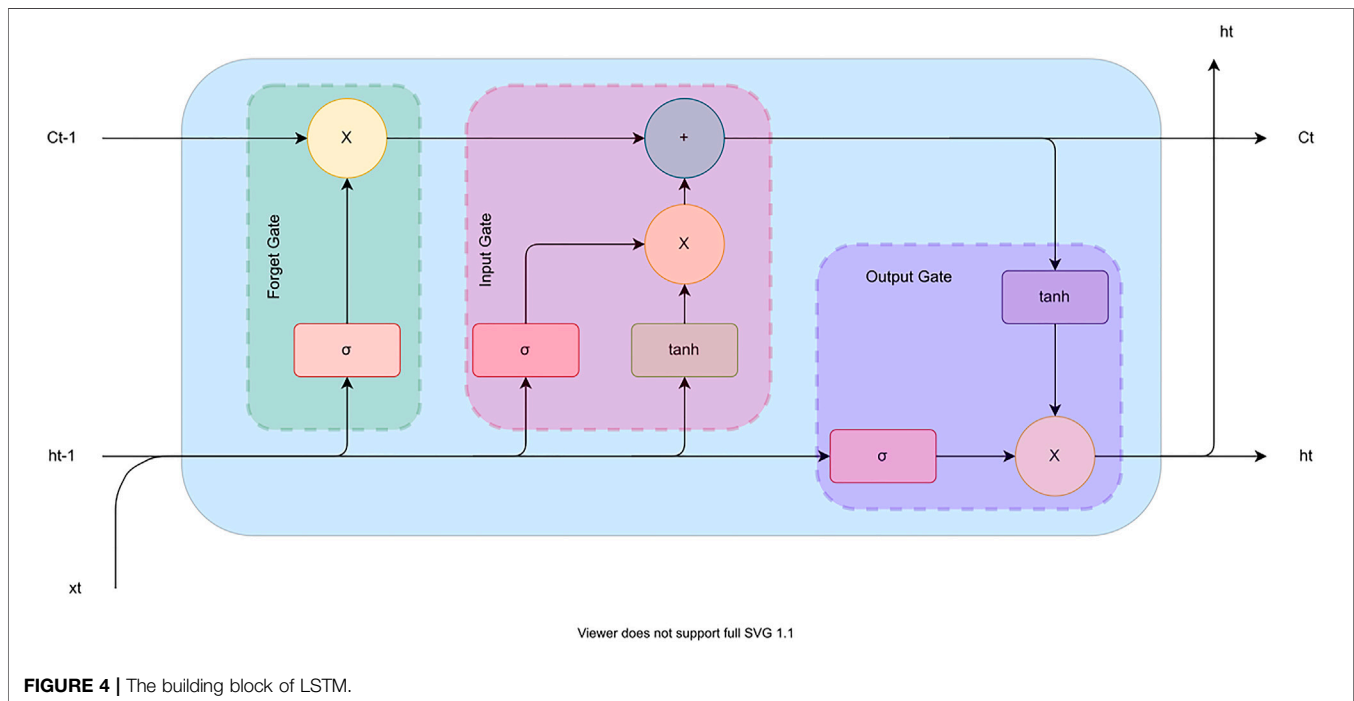 ht
Ct-1
X
+
Ct
Forget Gate
Input Gate
X
Output Gate
tanh
σ
σ
tanh
ht-1
σ
X
ht
xt
Viewer does not support full SVG 1.1
FIGURE 4 | The building block of LSTM.